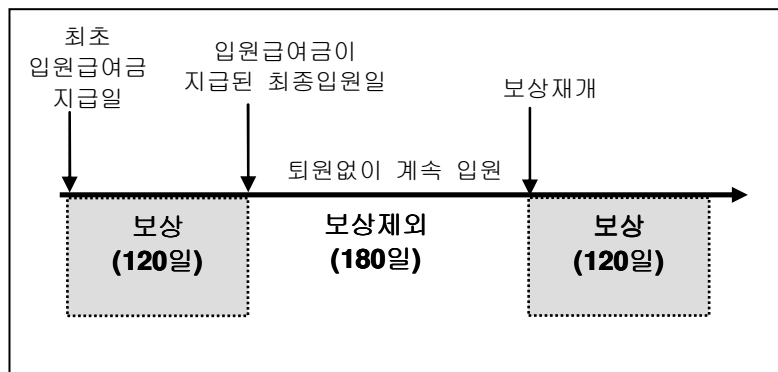 최초
입원급여금
지급일
입원급여금이
지급된 최종입원일
보상재개
퇴원없이 계속 입원
보상
(120일)
보상제외
(180일)
보상
(120일)